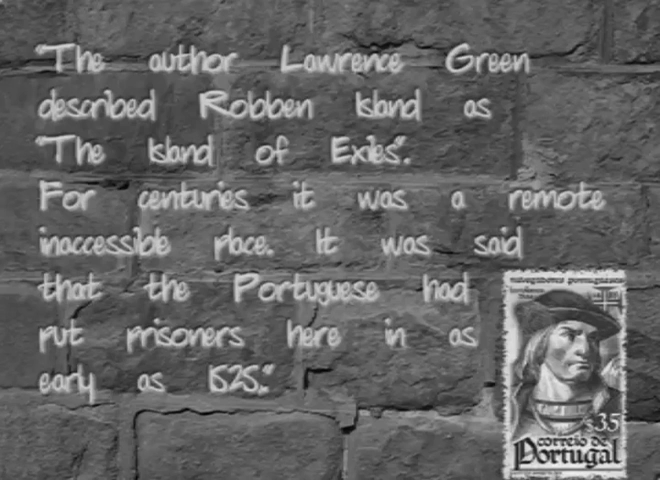 "The author Lawrence Green
described Robben Island as
"The Island of Exiles".
For centuries it was a remote
inaccessible place. It was said
that the Portuguese had
put prisoners here in as
early as 1525."
$35
correio de
Portugal